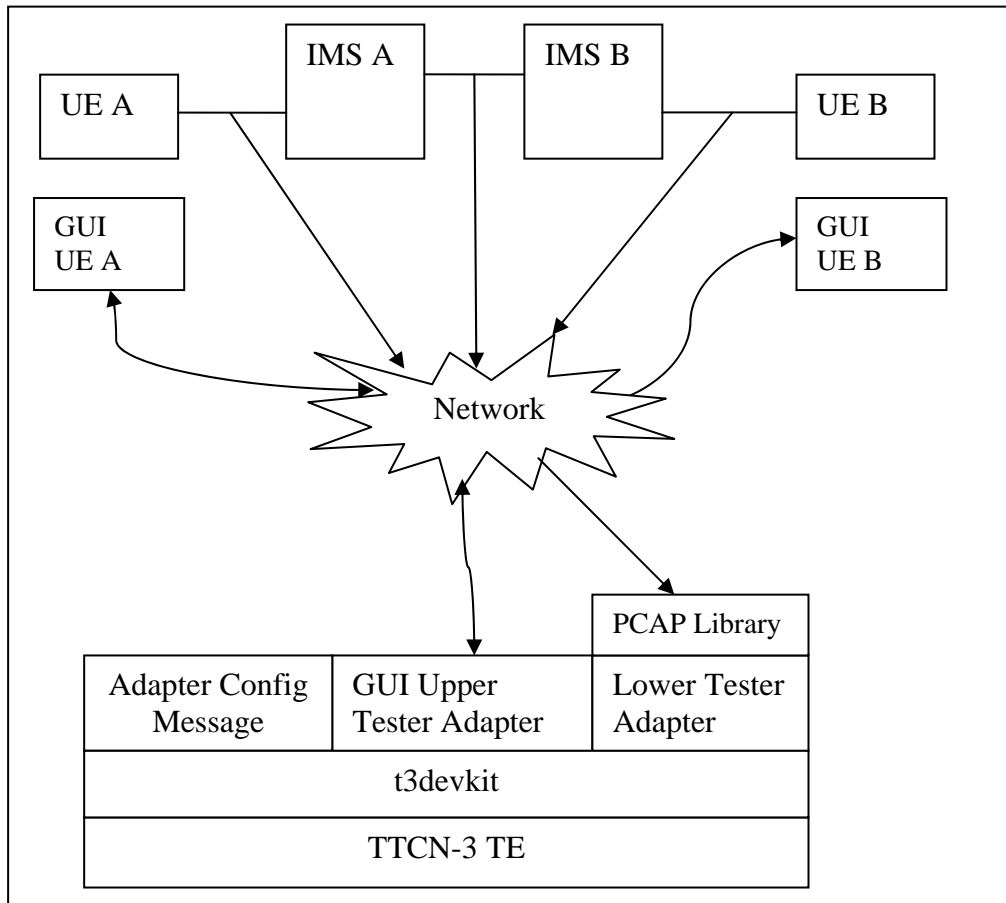 IMS A
IMS B
UE A
UE B
GUI
UE A
GUI
UE B
Network
PCAP Library
Adapter Config
Message
GUI Upper
Tester Adapter
Lower Tester
Adapter
t3devkit
TTCN-3 TE